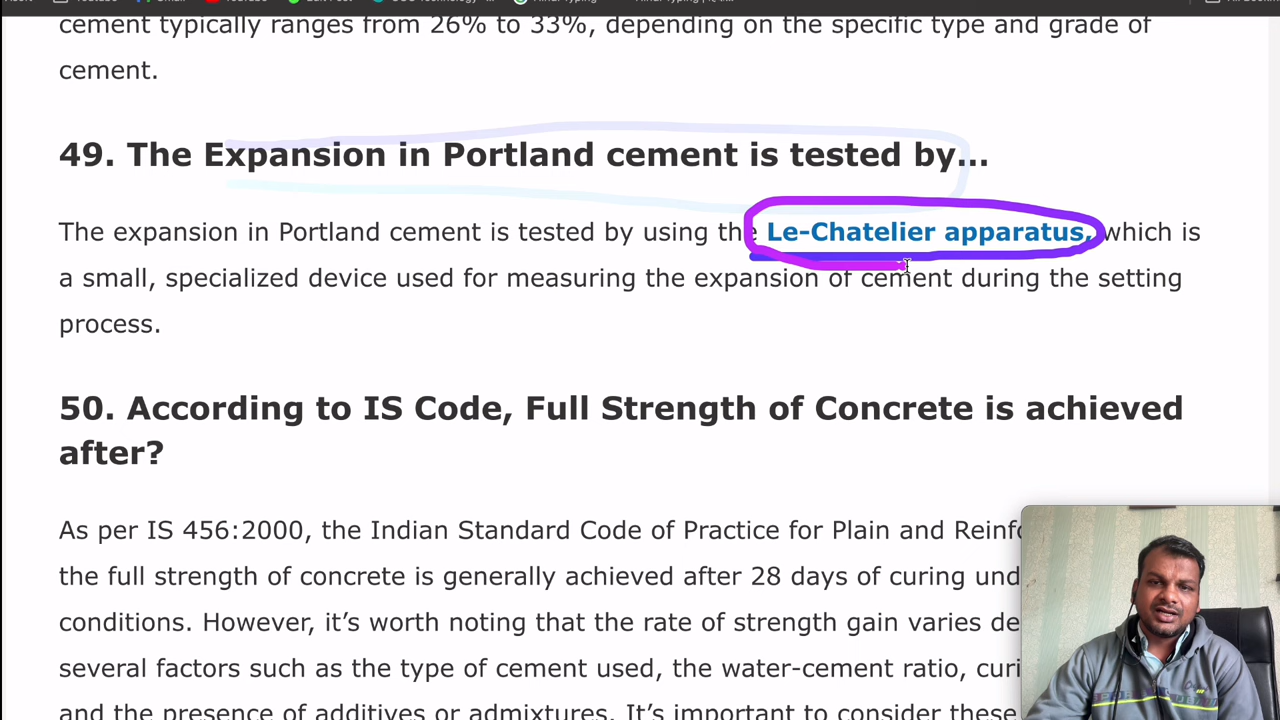 cement typically ranges from 26% to 33%, depending on the specific type and grade of
cement.
49. The Expansion in Portland cement is tested by...
The expansion in Portland cement is tested by using the Le-Chatelier apparatus, which is
a small, specialized device used for measuring the expansion of cement during the setting
process.
50. According to IS Code, Full Strength of Concrete is achieved
after?
As per IS 456:2000, the Indian Standard Code of Practice for Plain and Reinfo
the full strength of concrete is generally achieved after 28 days of curing und
conditions. However, it’s worth noting that the rate of strength gain varies de
several factors such as the type of cement used, the water-cement ratio, curi
and the presence of additives or admixtures. It’s important to consider these